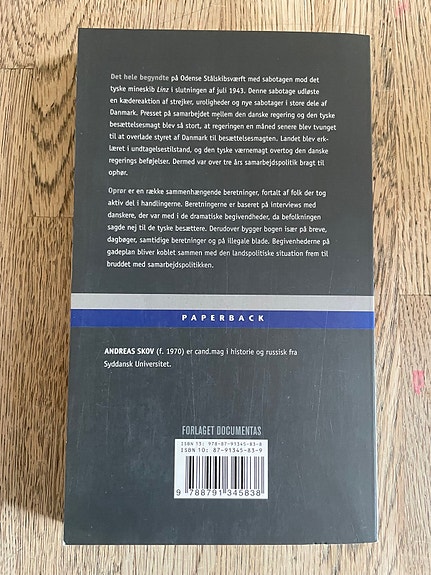 Det hele begyndte på Odense Stålskibsværft med sabotagen mod det
tyske mineskib Linz i slutningen af juli 1943. Denne sabotage udløste
en kædereaktion af strejker, uroligheder og nye sabotager i store dele af
Danmark. Presset på samarbejdet mellem den danske regering og den tyske
besættelsesmagt blev så stort, at regeringen en måned senere blev tvunget
til at overlade styret af Danmark til besættelsesmagten. Landet blev erk-
læret i undtagelsestilstand, og den tyske værnemagt overtog den danske
regerings beføjelser. Dermed var over tre års samarbejdspolitik bragt til
ophør.
Oprør er en række sammenhængende beretninger, fortalt af folk der tog
aktiv del i handlingerne. Beretningerne er baseret på interviews med
danskere, der var med i de dramatiske begivenheder, da befolkningen
sagde nej til de tyske besættere. Derudover bygger bogen især på breve,
dagbøger, samtidige beretninger og på illegale blade. Begivenhederne på
gadeplan bliver koblet sammen med den landspolitiske situation frem til
bruddet med samarbejdspolitikken.
PAPERBACK
ANDREAS SKOV (f. 1970) er cand.mag i historie og russisk fra
Syddansk Universitet.
FORLAGET DOCUMENTAS
ISBN 13: 978-87-91345-83-8
ISBN 10: 87-91345-83-9
9 788791 345838